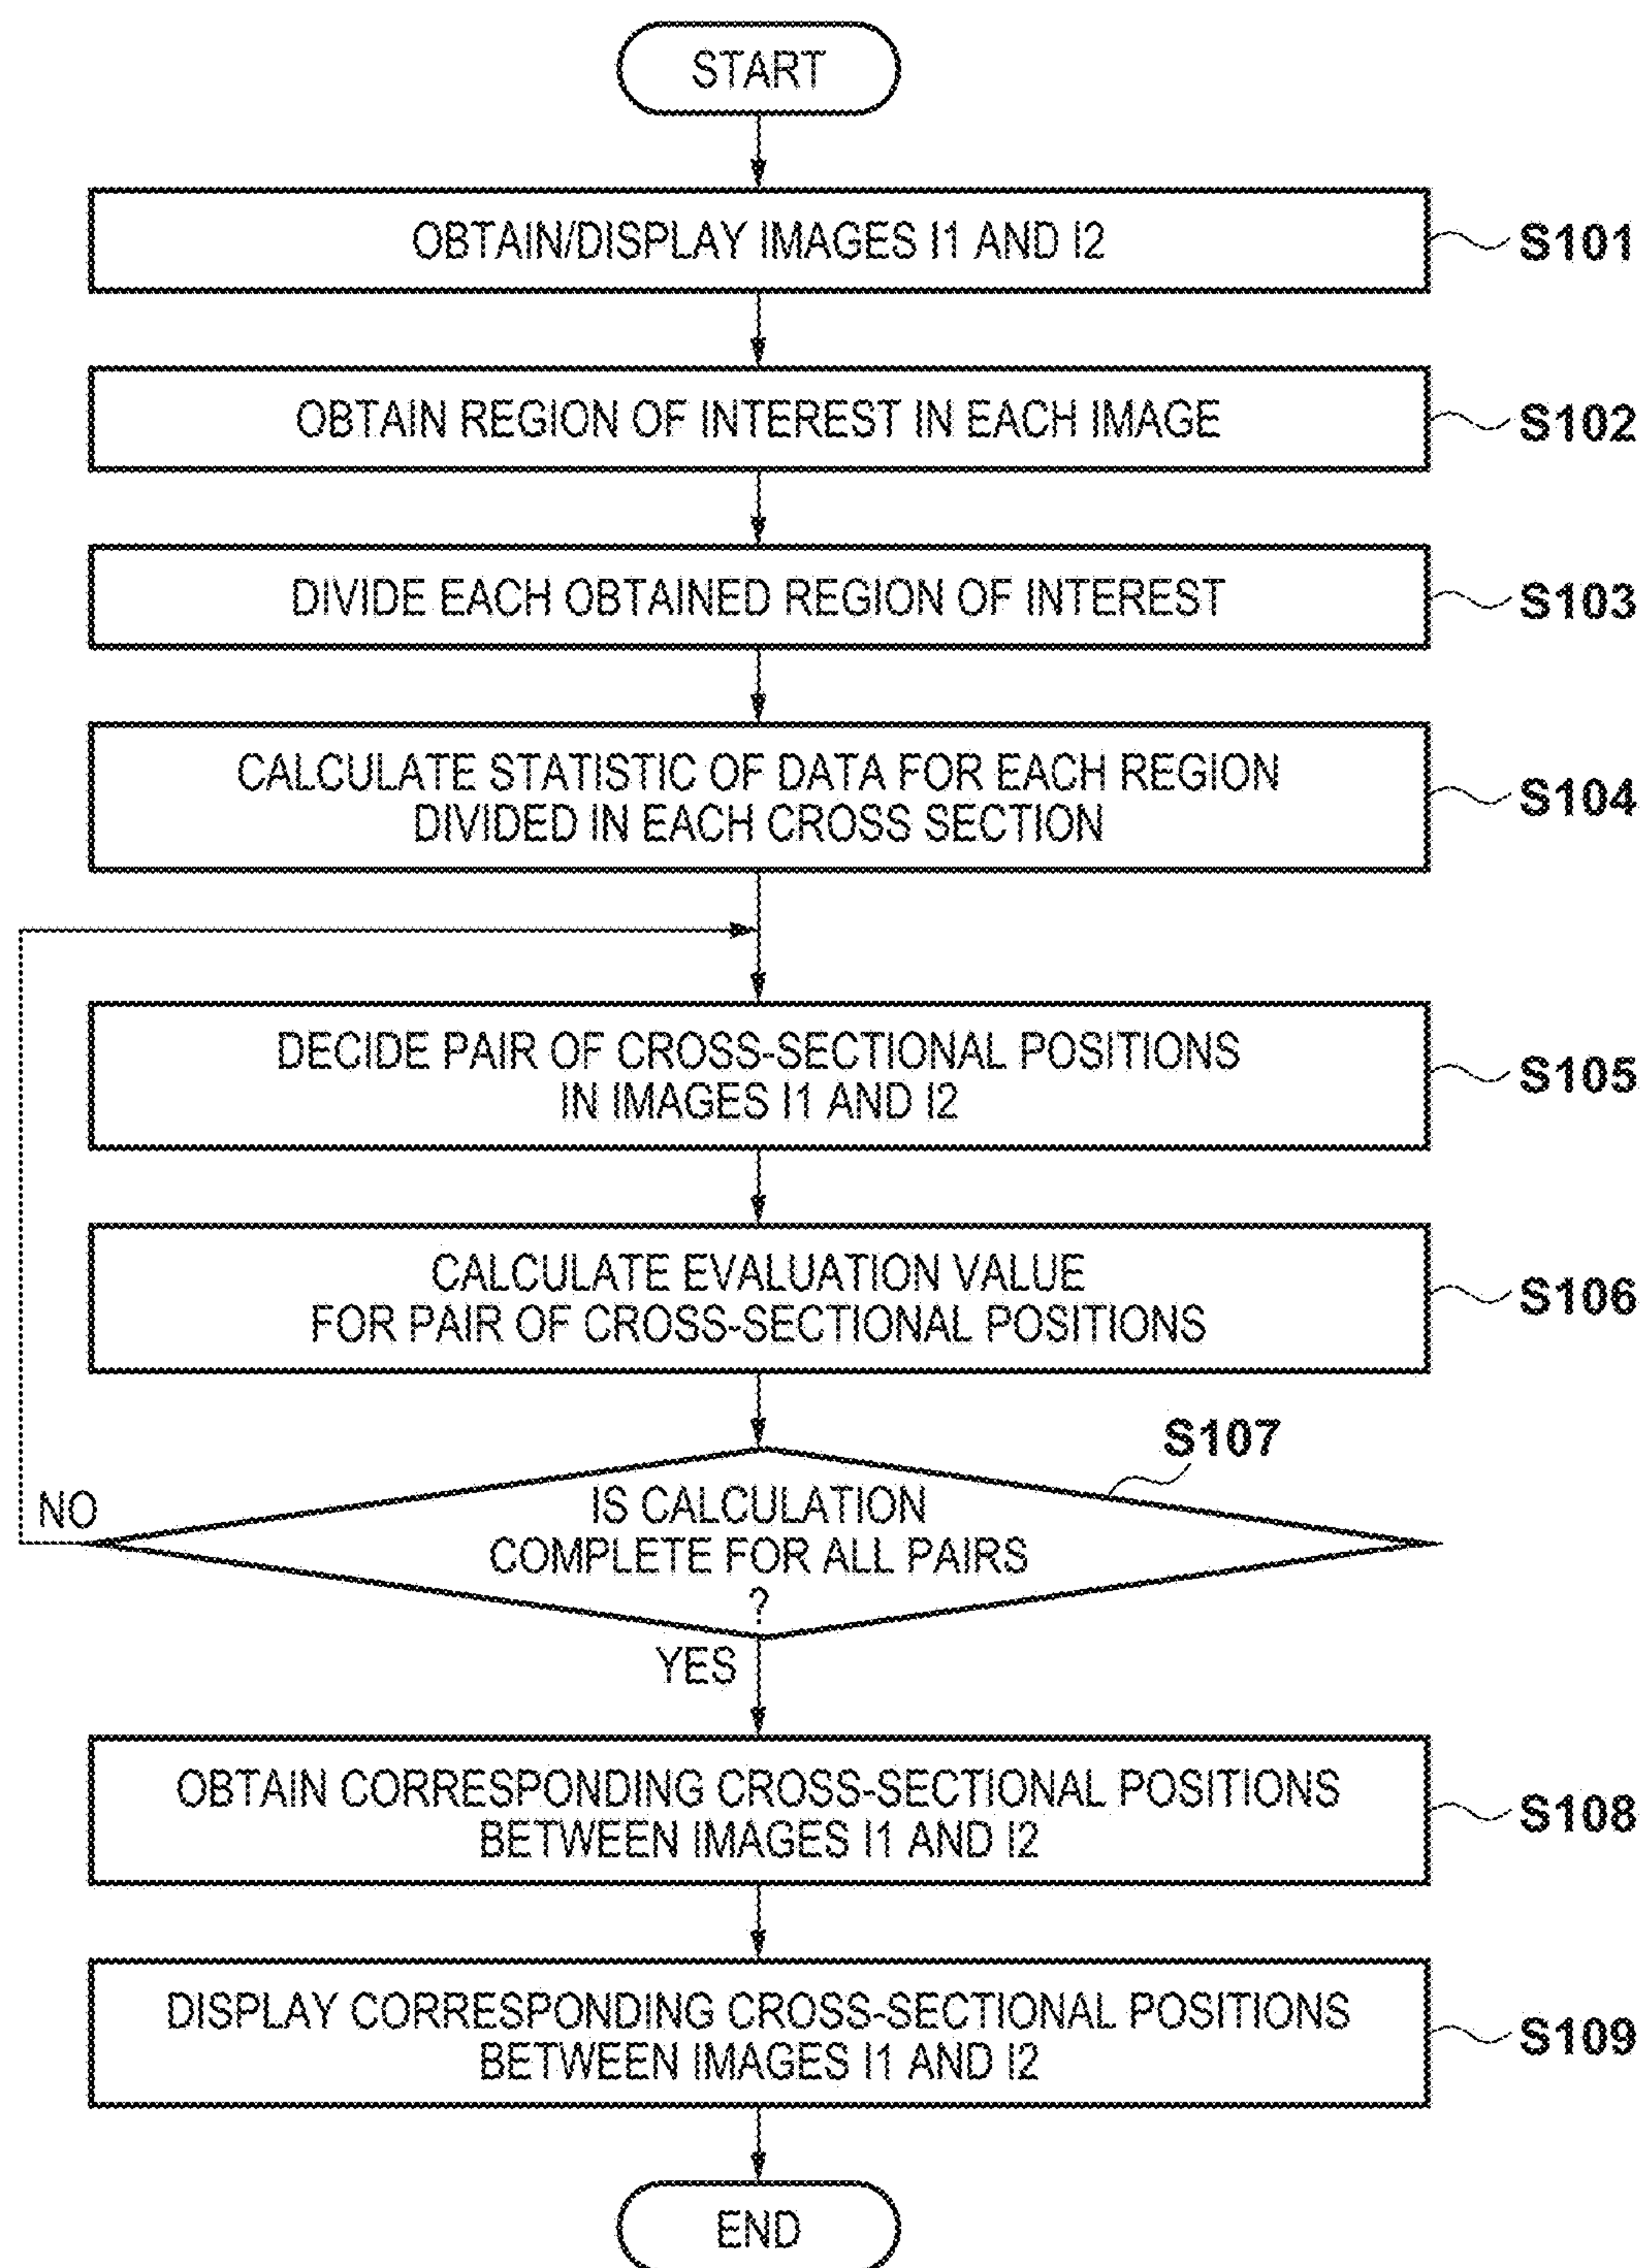 START
OBTAIN/DISPLAY IMAGES I1 AND I2
S101
OBTAIN REGION OF INTEREST IN EACH IMAGE
S102
DIVIDE EACH OBTAINED REGION OF INTEREST
S103
CALCULATE STATISTIC OF DATA FOR EACH REGION
DIVIDED IN EACH CROSS SECTION
S104
DECIDE PAIR OF CROSS-SECTIONAL POSITIONS
IN IMAGES I1 AND I2
S105
CALCULATE EVALUATION VALUE
FOR PAIR OF CROSS-SECTIONAL POSITIONS
S106
S107
NO
IS CALCULATION
COMPLETE FOR ALL PAIRS
?
YES
OBTAIN CORRESPONDING CROSS-SECTIONAL POSITIONS
BETWEEN IMAGES I1 AND I2
S108
DISPLAY CORRESPONDING CROSS-SECTIONAL POSITIONS
BETWEEN IMAGES I1 AND I2
S109
END